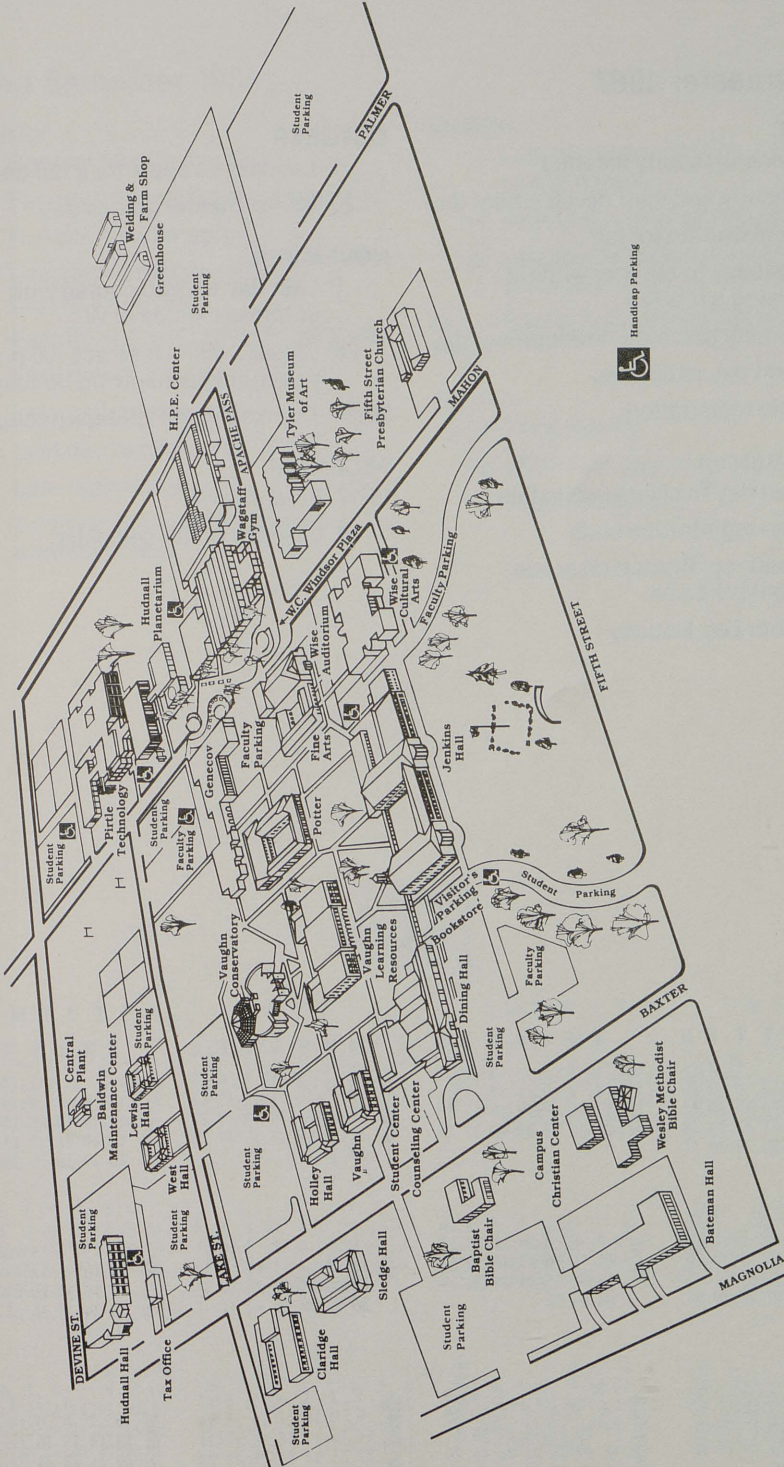 DEVINE ST.
Hudnall Hall
Tax Office
Student
Parking
Student
Parking
LAKE ST.
West
Hall
Lewis
Hall
Baldwin
Maintenance Center
Central
Plant
Student
Parking
Student
Parking
Student
Parking
Student
Parking
Pirtle
Technology
Student
Parking
Faculty
Parking
Hudnall
Planetarium
H.P.E. Center
Greenhouse
Welding &
Farm Shop
Student
Parking
Student
Parking
PALMER
APACHE PASS
Wagstaff
Gym
Tyler Museum
of Art
Fifth Street
Presbyterian Church
MAHON
W.C. Windsor Plaza
Wise
Auditorium
Wise
Cultural
Arts
Faculty Parking
Fine
Arts
Faculty
Parking
Genecov
Potter
Vaughn
Conservatory
Vaughn
Learning
Resources
Holley
Hall
Vaughn
Student Center
Counseling Center
Dining Hall
Bookstore
Visitor's
Parking
Jenkins
Hall
Student Parking
Faculty
Parking
Student
Parking
FIFTH STREET
BAXTER
Claridge
Hall
Sledge Hall
Student
Parking
Student
Parking
Baptist
Bible Chair
Campus
Christian Center
Wesley Methodist
Bible Chair
Bateman Hall
MAGNOLIA
Handicap Parking